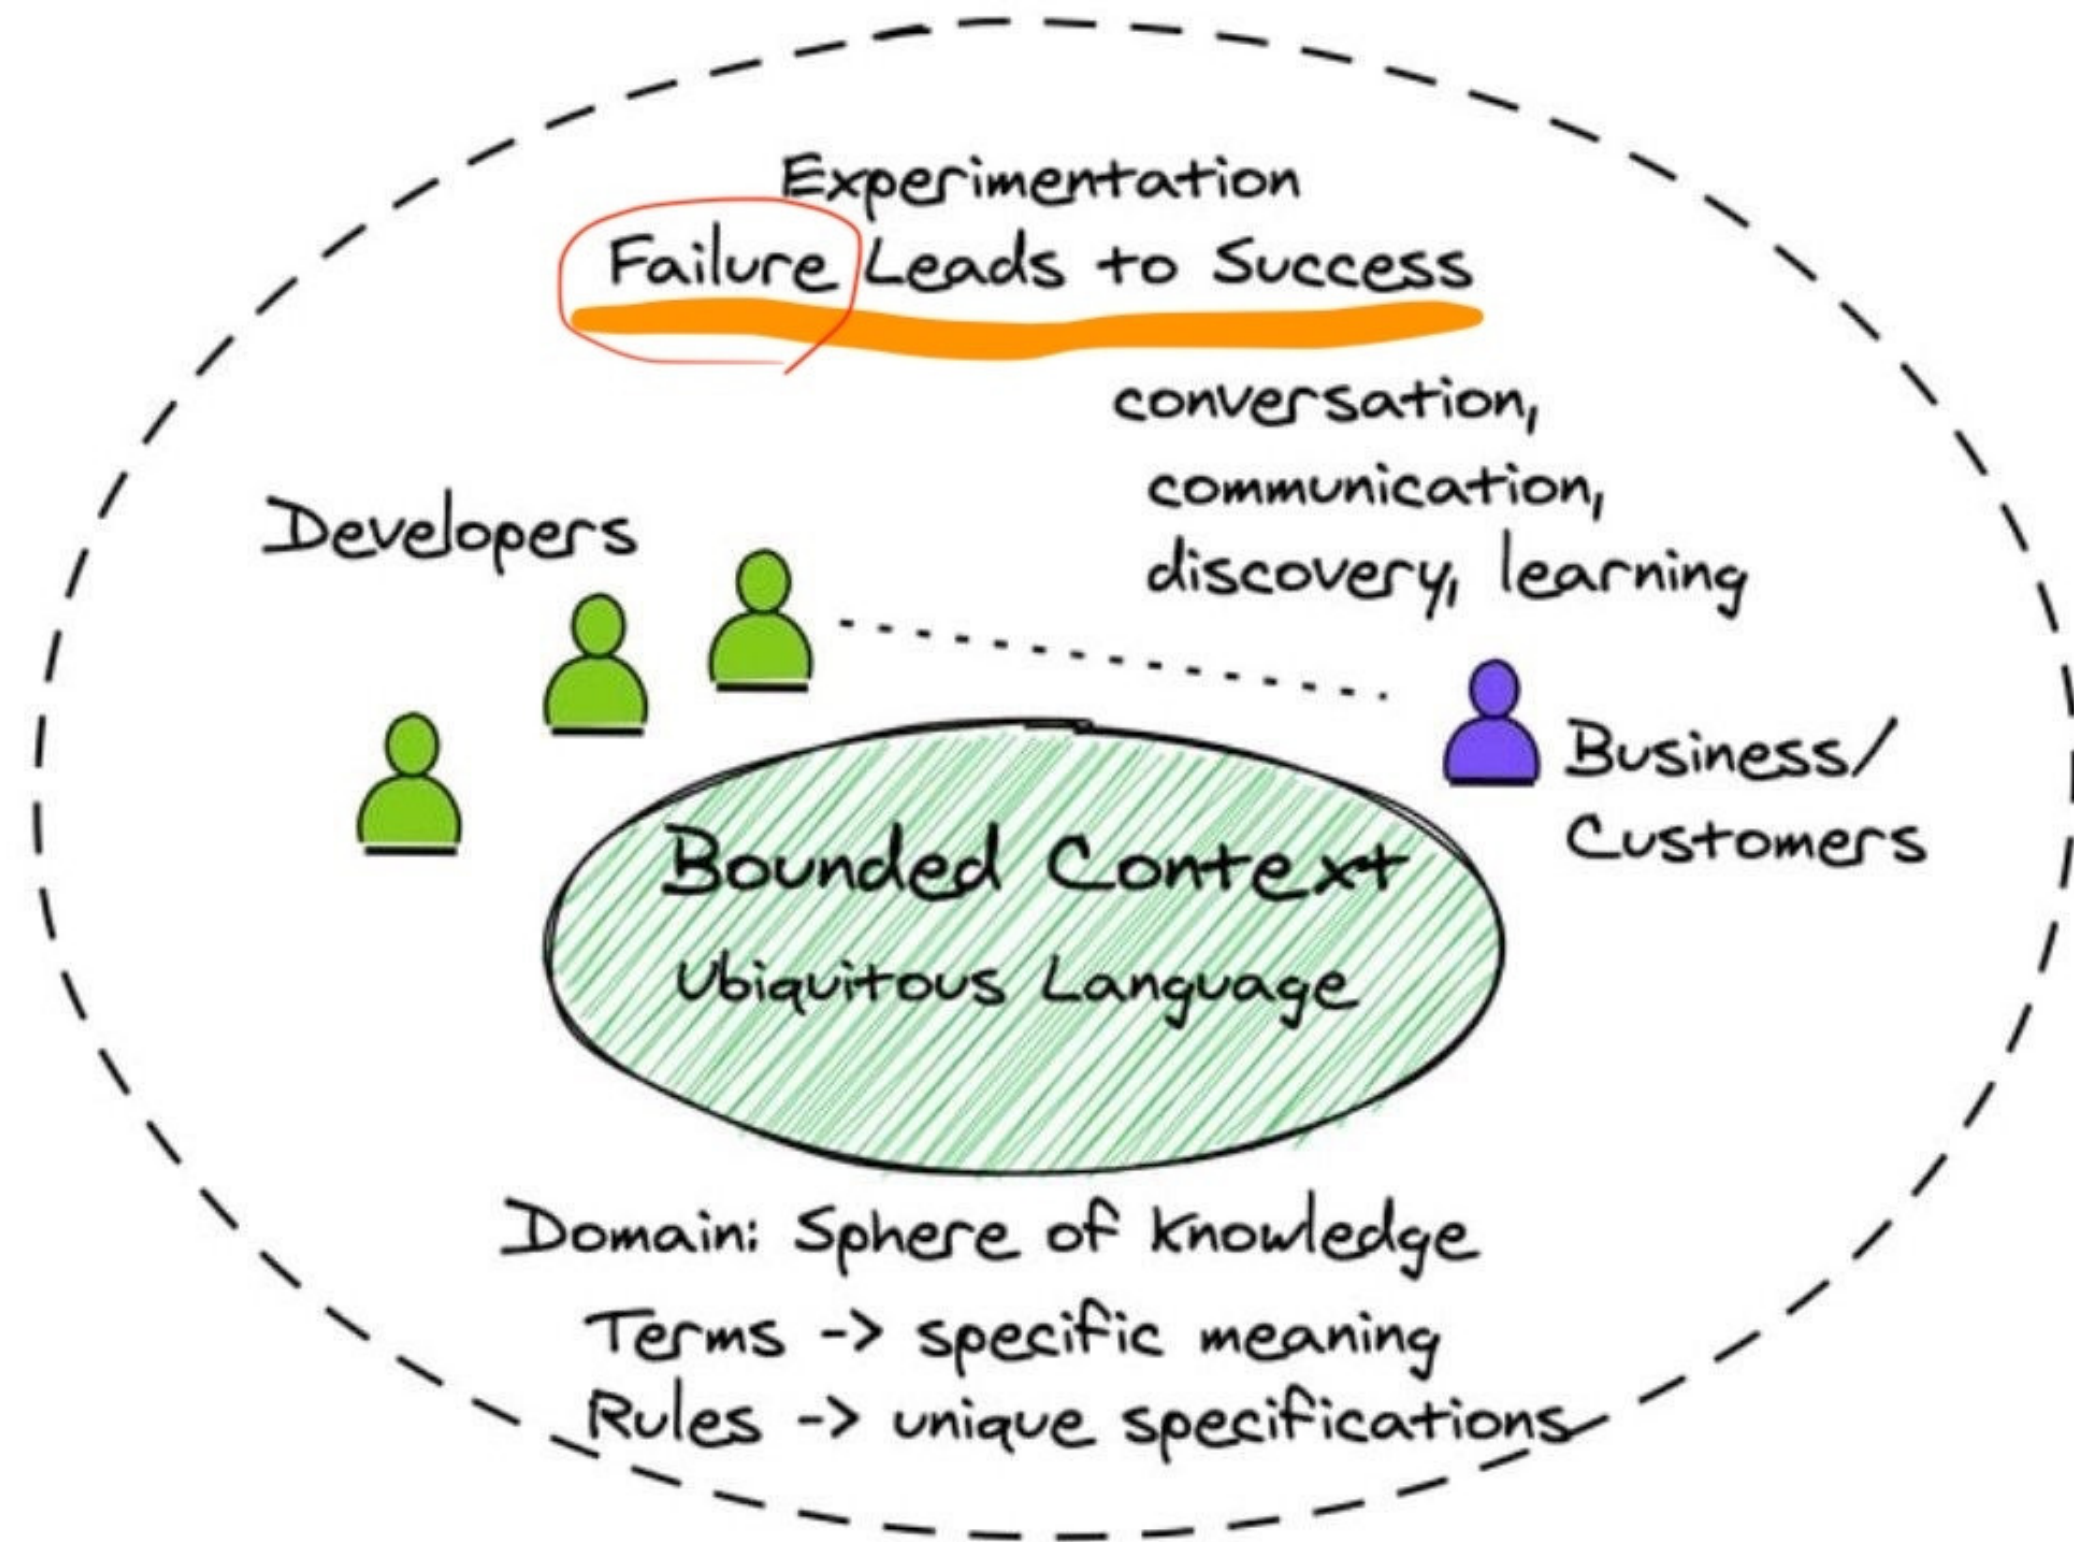 Experimentation
Failure Leads to Success
conversation,
communication,
discovery, learning
Developers
Business/
Customers
Bounded Context
Ubiquitous Language
Domain: Sphere of Knowledge
Terms -> specific meaning
Rules -> unique specifications